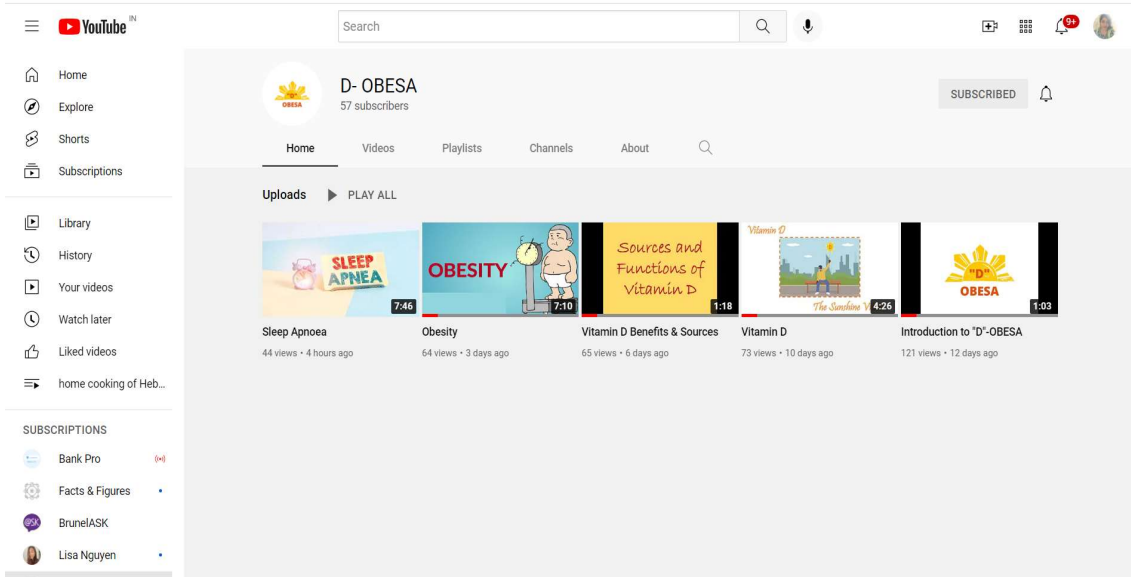 YouTube IN
Search
9+
Home
Explore
Shorts
Subscriptions
Library
History
Your videos
Watch later
Liked videos
home cooking of Heb...
SUBSCRIPTIONS
Bank Pro
Facts & Figures
@SK
BrunelASK
Lisa Nguyen
"D"
OBESA
D- OBESA
57 subscribers
SUBSCRIBED
Home
Videos
Playlists
Channels
About
Uploads
PLAY ALL
SLEEP
APNEA
7:46
Sleep Apnoea
44 views • 4 hours ago
OBESITY
7:10
Obesity
64 views • 3 days ago
Sources and
Functions of
Vitamin D
1:18
Vitamin D Benefits & Sources
65 views • 6 days ago
Vitamin D
The Sunshine V
4:26
Vitamin D
73 views • 10 days ago
"D"
OBESA
1:03
Introduction to "D"-OBESA
121 views • 12 days ago